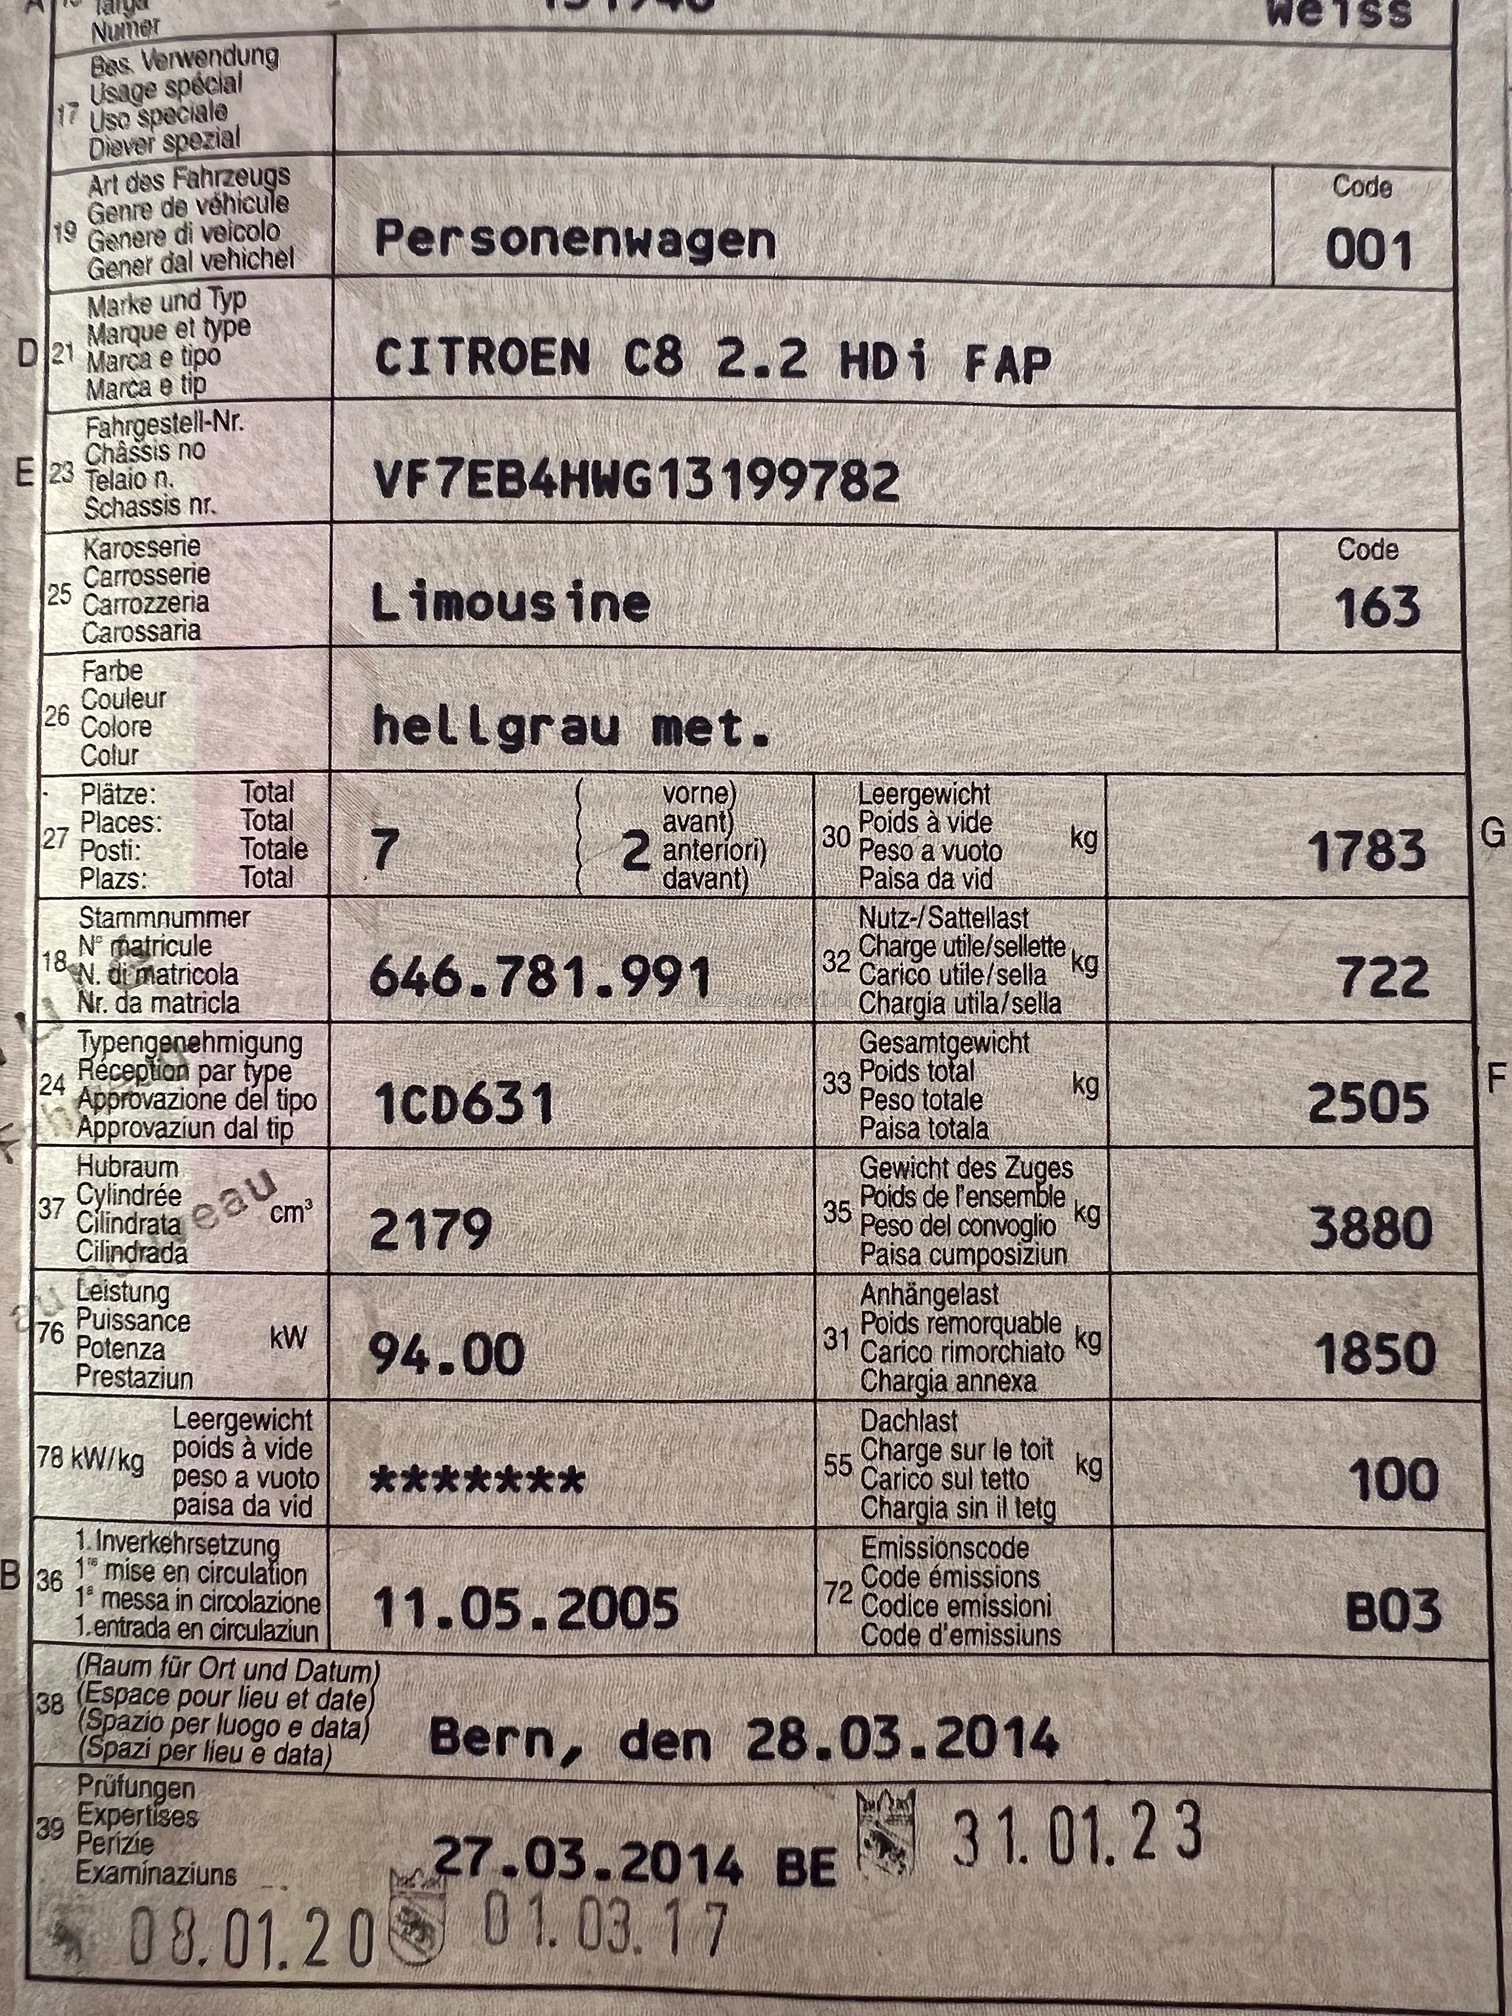 Targa
Numer
Weiss
17
Bes. Verwendung
Usage spécial
Uso speciale
Diever spezial
19
Art des Fahrzeugs
Genre de véhicule
Genere di veicolo
Gener dal vehichel
Personenwagen
Code
001
D
21
Marke und Typ
Marque et type
Marca e tipo
Marca e tip
CITROEN C8 2.2 HDi FAP
E
23
Fahrgestell-Nr.
Châssis no
Telaio n.
Schassis nr.
VF7EB4HWG13199782
25
Karosserie
Carrosserie
Carrozzeria
Carossaria
Limousine
Code
163
26
Farbe
Couleur
Colore
Colur
hellgrau met.
27
Plätze: Total
Places: Total
Posti: Totale
Plazs: Total
7
2
vorne)
avant)
anteriori)
davant)
30
Leergewicht
Poids à vide
Peso a vuoto
Paisa da vid
kg
1783
G
18
Stammnummer
N° matricule
N. di matricola
Nr. da matricla
646.781.991
32
Nutz-/Sattellast
Charge utile/sellette
Carico utile/sella
Chargia utila/sella
kg
722
24
Typengenehmigung
Réception par type
Approvazione del tipo
Approvaziun dal tip
1CD631
33
Gesamtgewicht
Poids total
Peso totale
Paisa totala
kg
2505
F
37
Hubraum
Cylindrée
Cilindrata
Cilindrada
cm³
2179
35
Gewicht des Zuges
Poids de l'ensemble
Peso del convoglio
Paisa cumposiziun
kg
3880
76
Leistung
Puissance
Potenza
Prestaziun
kW
94.00
31
Anhängelast
Poids remorquable
Carico rimorchiato
Chargia annexa
kg
1850
78 kW/kg
Leergewicht
poids à vide
peso a vuoto
paisa da vid
*******
55
Dachlast
Charge sur le toit
Carico sul tetto
Chargia sin il tetg
kg
100
B
36
1. Inverkehrsetzung
1re mise en circulation
1a messa in circolazione
1. entrada en circulaziun
11.05.2005
72
Emissionscode
Code émissions
Codice emissioni
Code d'emissiuns
B03
38
(Raum für Ort und Datum)
(Espace pour lieu et date)
(Spazio per luogo e data)
(Spazi per lieu e data)
Bern, den 28.03.2014
39
Prüfungen
Expertises
Perizie
Examinaziuns
27.03.2014 BE
31.01.23
08.01.20
01.03.17